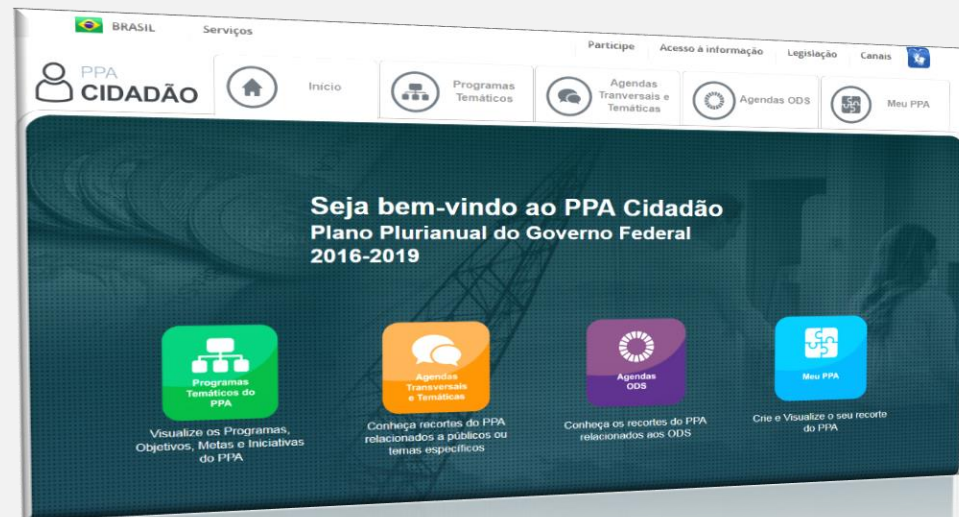 BRASIL
Serviços
Participe
Acesso à informação
Legislação
Canais
PPA
CIDADÃO
Início
Programas
Temáticos
Agendas
Tranversais e
Temáticas
Agendas ODS
Meu PPA
Seja bem-vindo ao PPA Cidadão
Plano Plurianual do Governo Federal
2016-2019
Programas
Temáticos do
PPA
Visualize os Programas,
Objetivos, Metas e Iniciativas
do PPA
Agendas
Transversais
e Temáticas
Conheça recortes do PPA
relacionados a públicos ou
temas específicos
Agendas
ODS
Conheça os recortes do PPA
relacionados aos ODS
Meu PPA
Crie e Visualize o seu recorte
do PPA